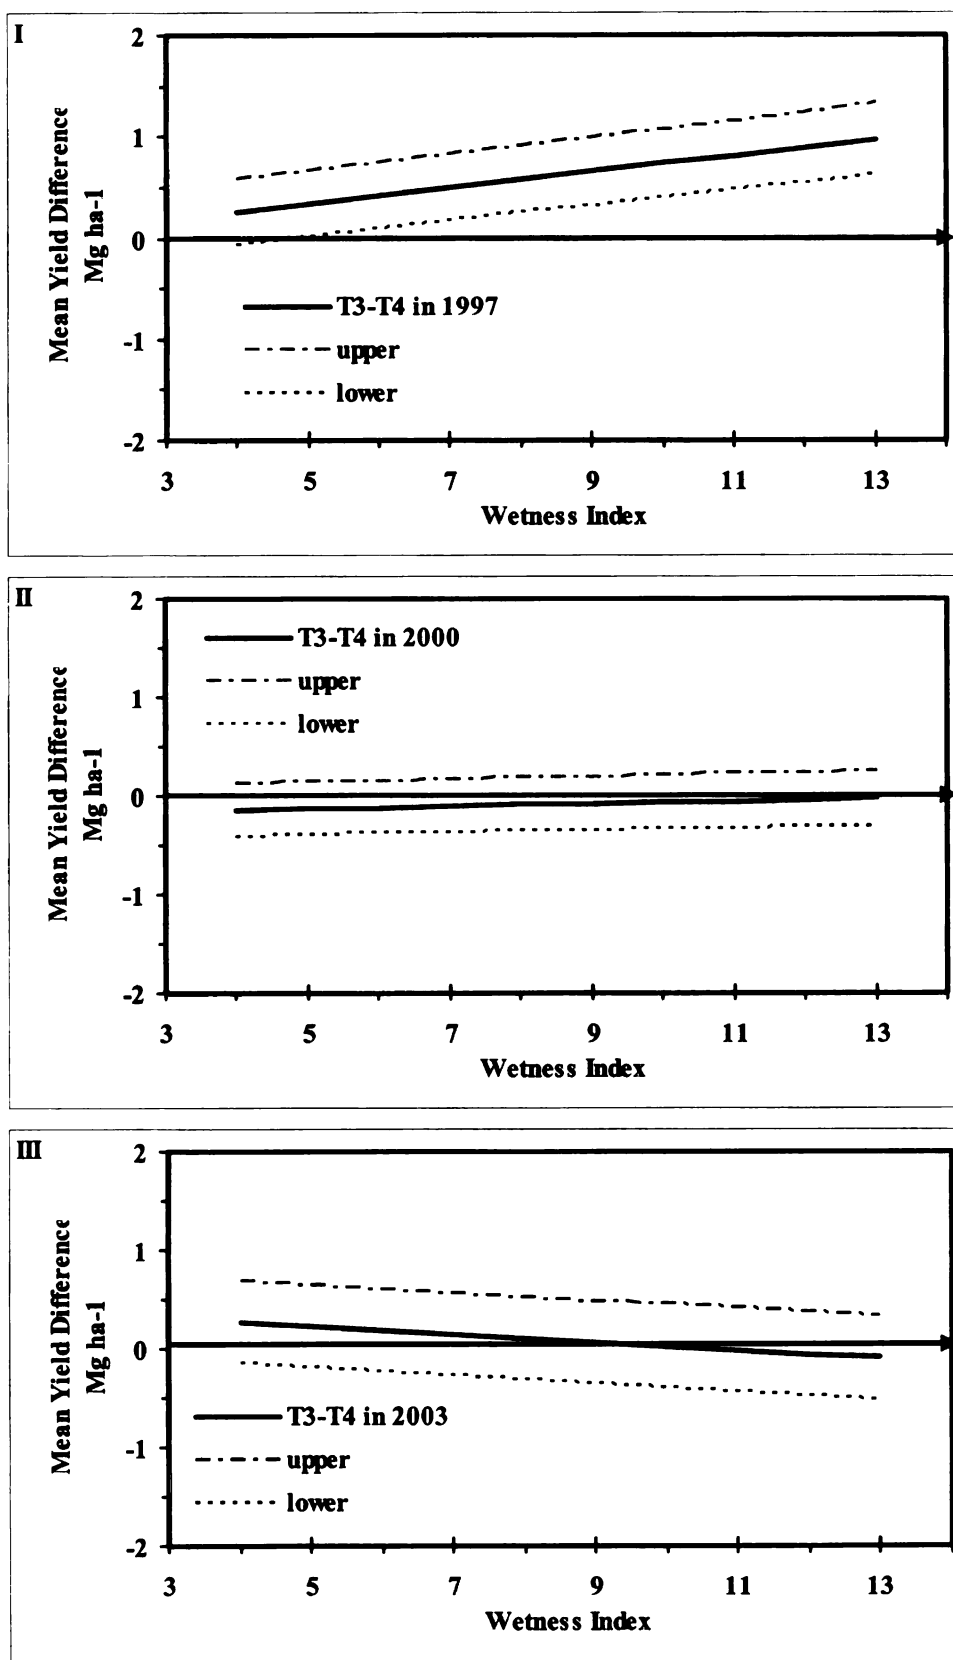 I
Mean Yield Difference
Mg ha-1
2
1
0
-1
-2
T3-T4 in 1997
upper
lower
3 5 7 9 11 13
Wetness Index
II
Mean Yield Difference
Mg ha-1
2
1
0
-1
-2
T3-T4 in 2000
upper
lower
3 5 7 9 11 13
Wetness Index
III
Mean Yield Difference
Mg ha-1
2
1
0
-1
-2
T3-T4 in 2003
upper
lower
3 5 7 9 11 13
Wetness Index